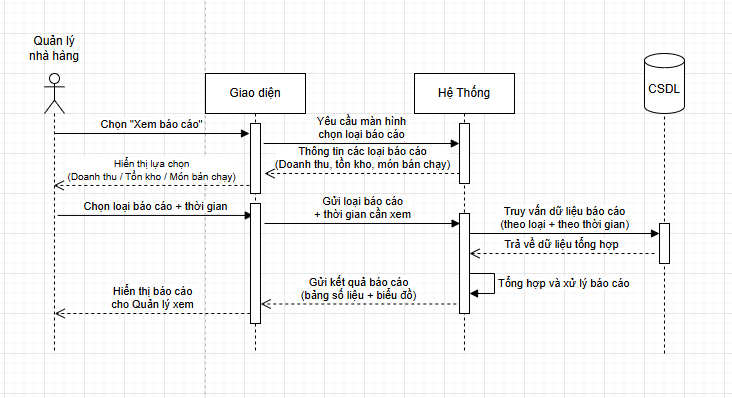 Quản lý
nhà hàng
Giao diện
Hệ Thống
CSDL
Chọn "Xem báo cáo"
Yêu cầu màn hình
chọn loại báo cáo
Thông tin các loại báo cáo
(Doanh thu, tồn kho, món bán chạy)
Hiển thị lựa chọn
(Doanh thu / Tồn kho / Món bán chạy)
Chọn loại báo cáo + thời gian
Gửi loại báo cáo
+ thời gian cần xem
Truy vấn dữ liệu báo cáo
(theo loại + theo thời gian)
Trả về dữ liệu tổng hợp
Tổng hợp và xử lý báo cáo
Gửi kết quả báo cáo
(bảng số liệu + biểu đồ)
Hiển thị báo cáo
cho Quản lý xem